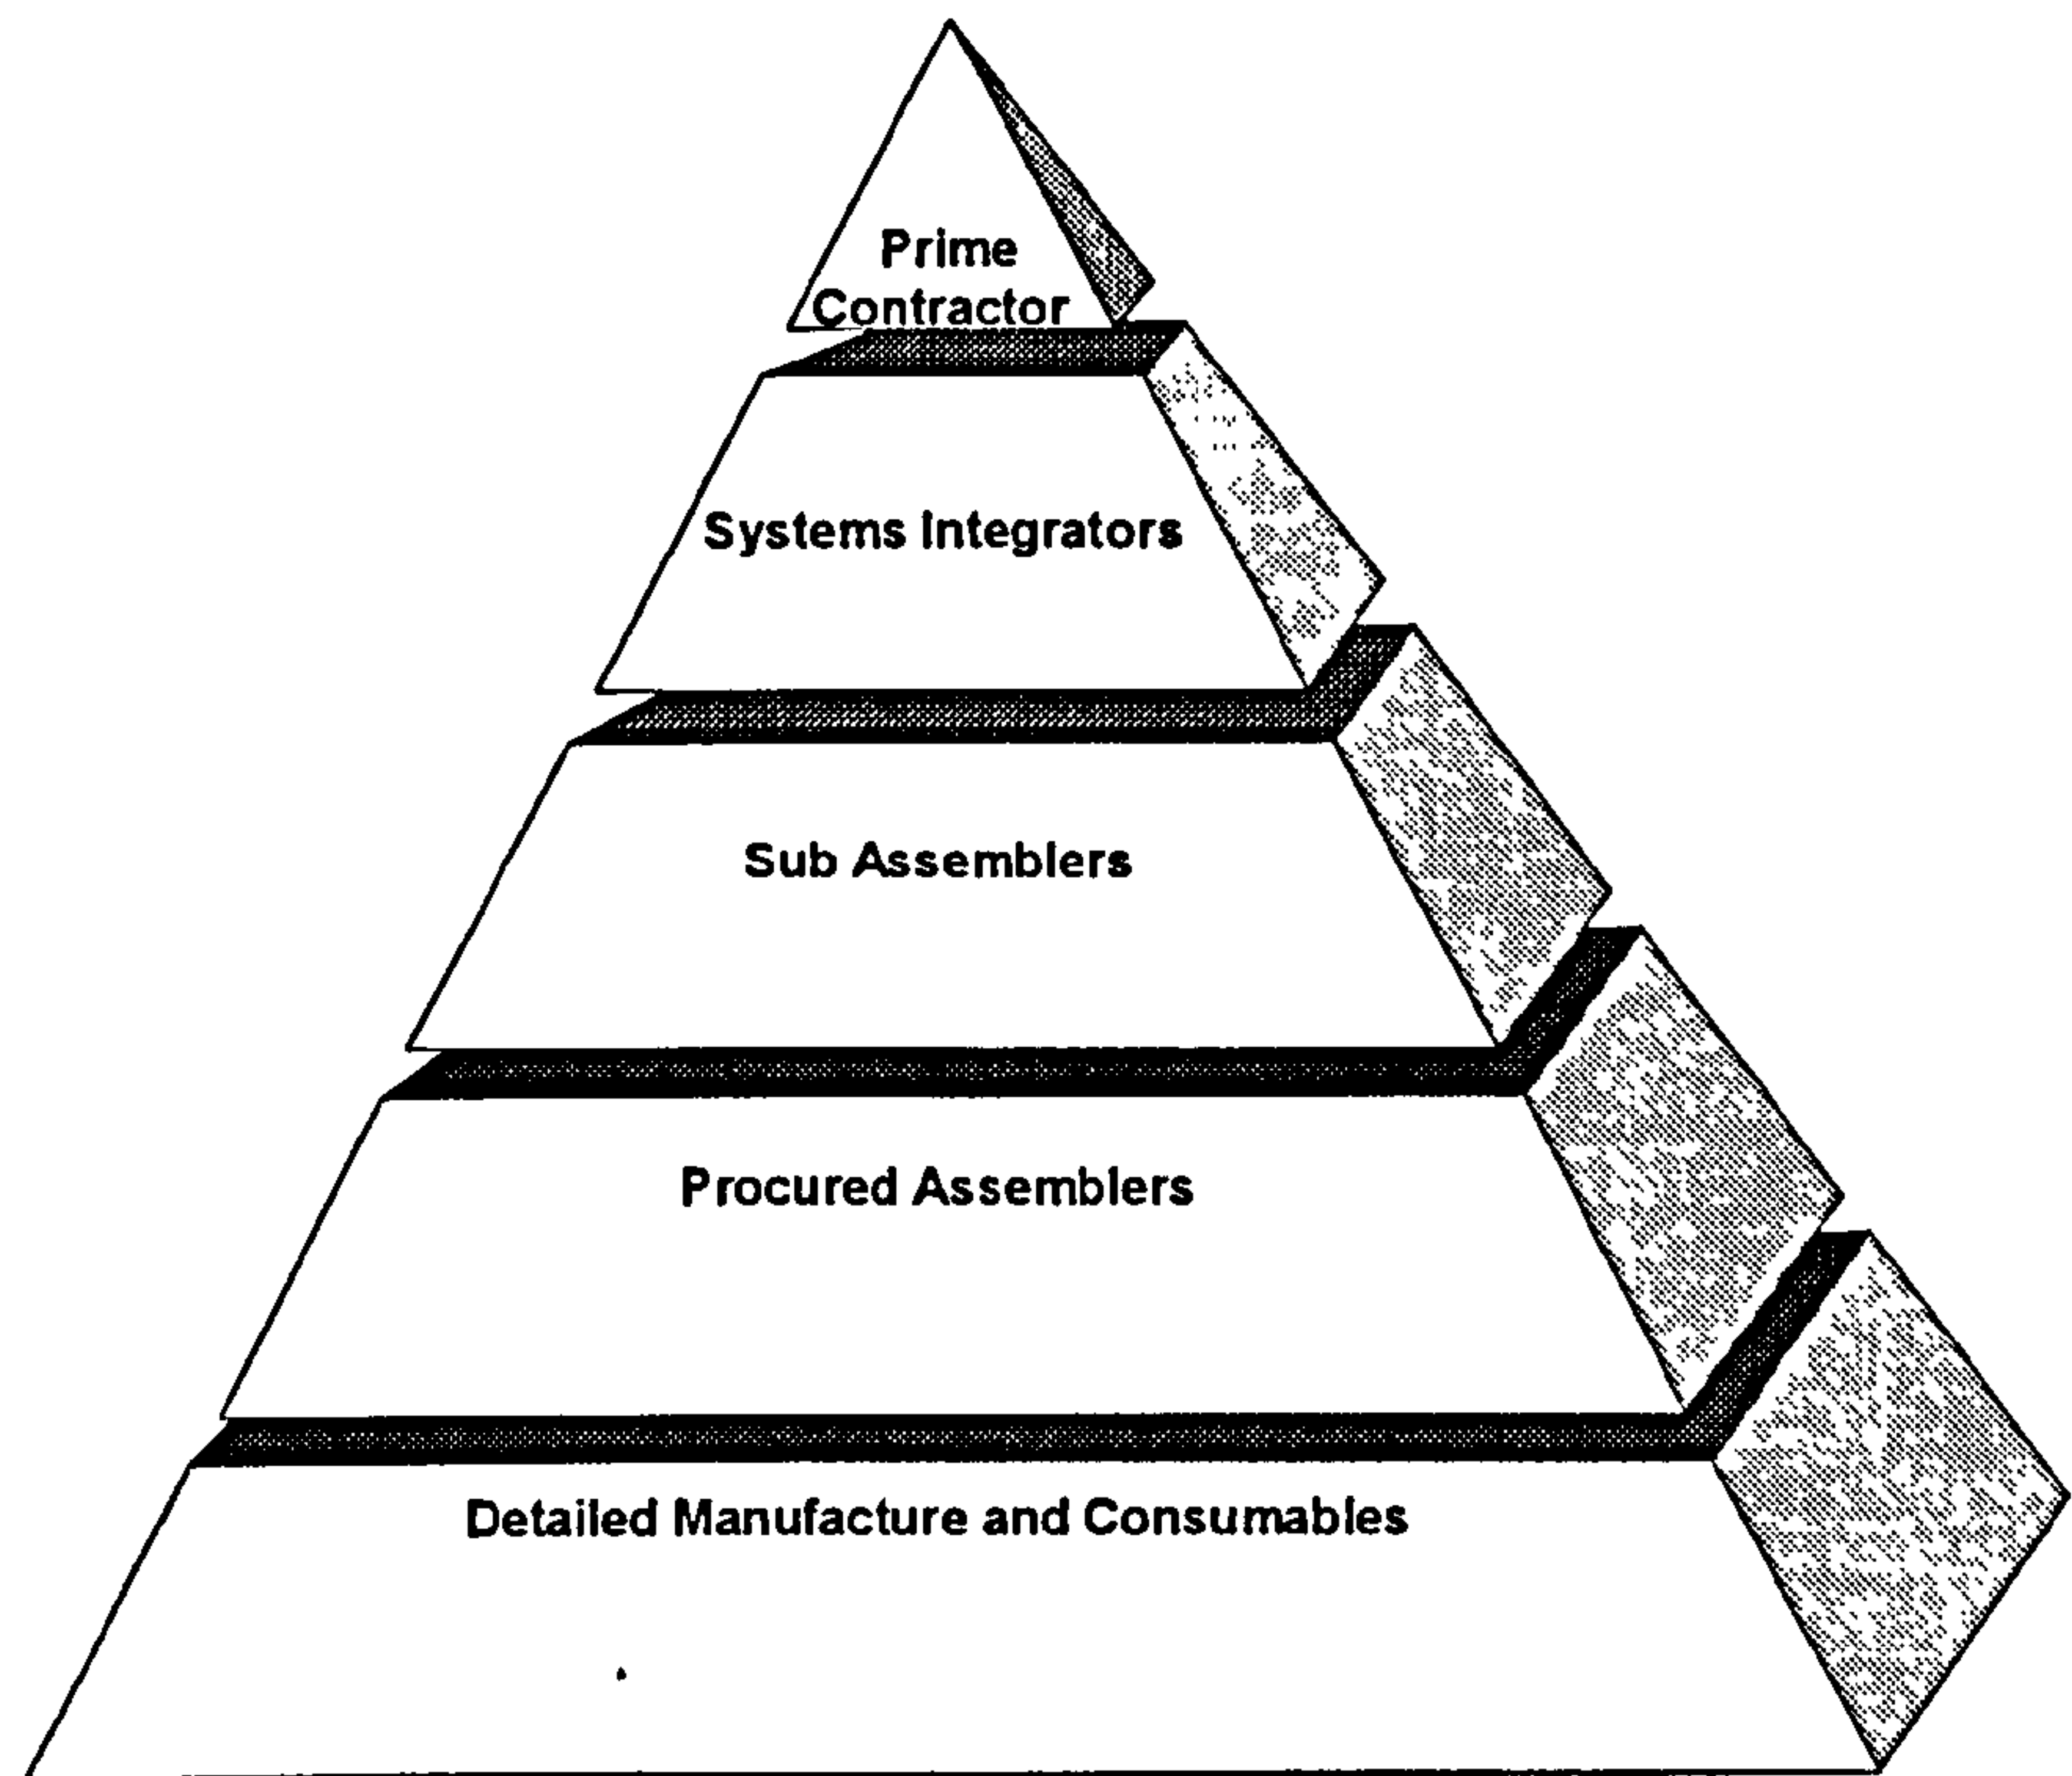 Prime
Contractor
Systems Integrators
Sub Assemblers
Procured Assemblers
Detailed Manufacture and Consumables